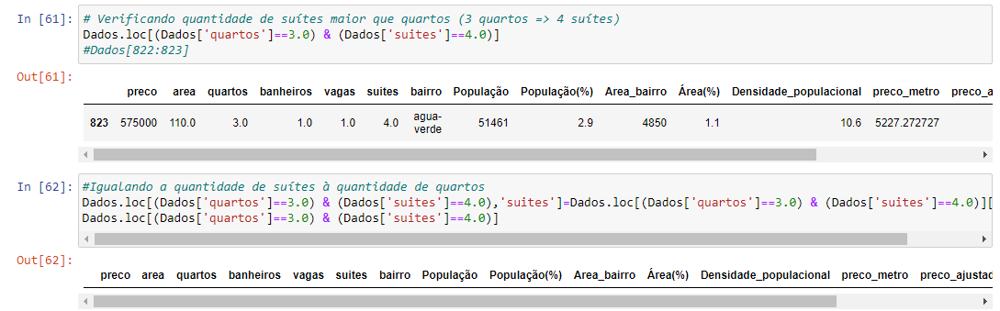 In [61]: # Verificando quantidade de suítes maior que quartos (3 quartos => 4 suítes)
Dados.loc[(Dados['quartos']==3.0) & (Dados['suites']==4.0)]
#Dados[822:823]
Out[61]:
preco area quartos banheiros vagas suites bairro População População(%) Area_bairro Área(%) Densidade_populacional preco_metro preco_a
823 575000 110.0 3.0 1.0 1.0 4.0 agua-verde 51461 2.9 4850 1.1 10.6 5227.272727
In [62]: #Igualando a quantidade de suítes à quantidade de quartos
Dados.loc[(Dados['quartos']==3.0) & (Dados['suites']==4.0),'suites']=Dados.loc[(Dados['quartos']==3.0) & (Dados['suites']==4.0)][
Dados.loc[(Dados['quartos']==3.0) & (Dados['suites']==4.0)]
Out[62]:
preco area quartos banheiros vagas suites bairro População População(%) Area_bairro Área(%) Densidade_populacional preco_metro preco_ajustad